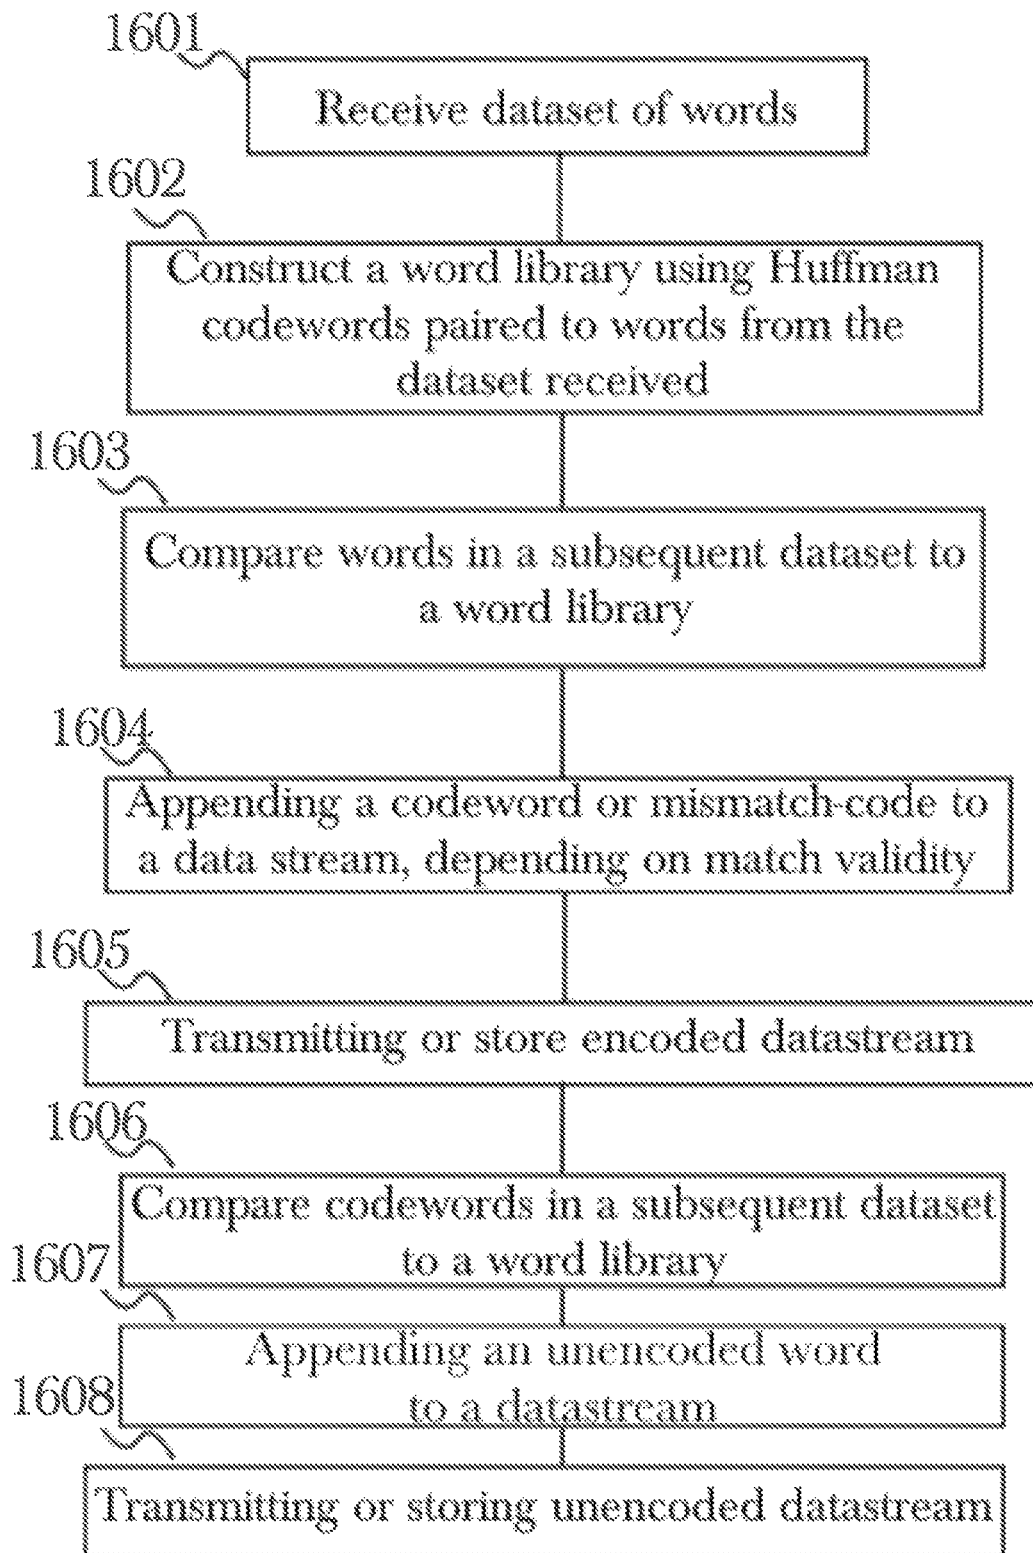 1601
Receive dataset of words
1602
Construct a word library using Huffman
codewords paired to words from the
dataset received
1603
Compare words in a subsequent dataset to
a word library
1604
Appending a codeword or mismatch-code to
a data stream, depending on match validity
1605
Transmitting or store encoded datastream
1606
Compare codewords in a subsequent dataset
to a word library
1607
Appending an unencoded word
to a datastream
1608
Transmitting or storing unencoded datastream